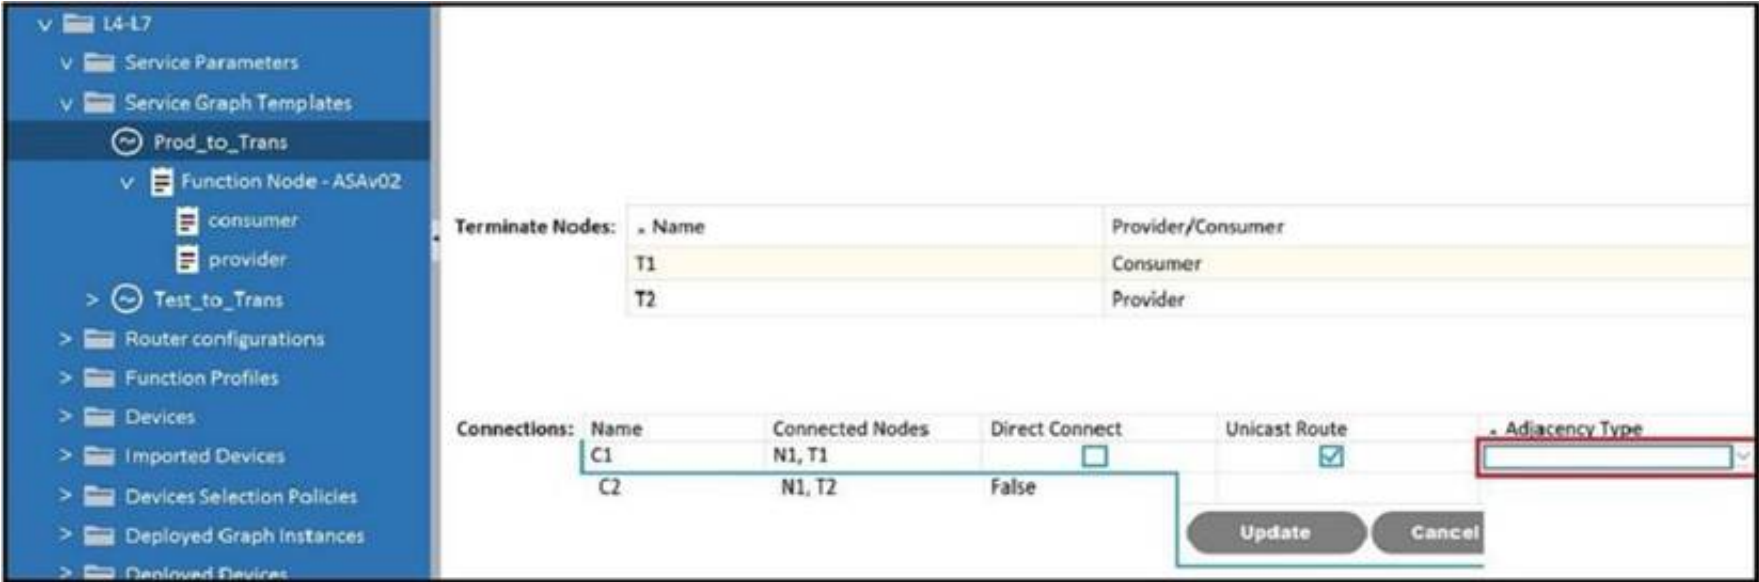 L4-L7
Service Parameters
Service Graph Templates
Prod_to_Trans
Function Node - ASAv02
consumer
provider
Test_to_Trans
Router configurations
Function Profiles
Devices
Imported Devices
Devices Selection Policies
Deployed Graph Instances
Deployed Devices
Terminate Nodes: Name Provider/Consumer
T1 Consumer
T2 Provider
Connections: Name Connected Nodes Direct Connect Unicast Route Adjacency Type
C1 N1, T1
C2 N1, T2 False
Update Cancel